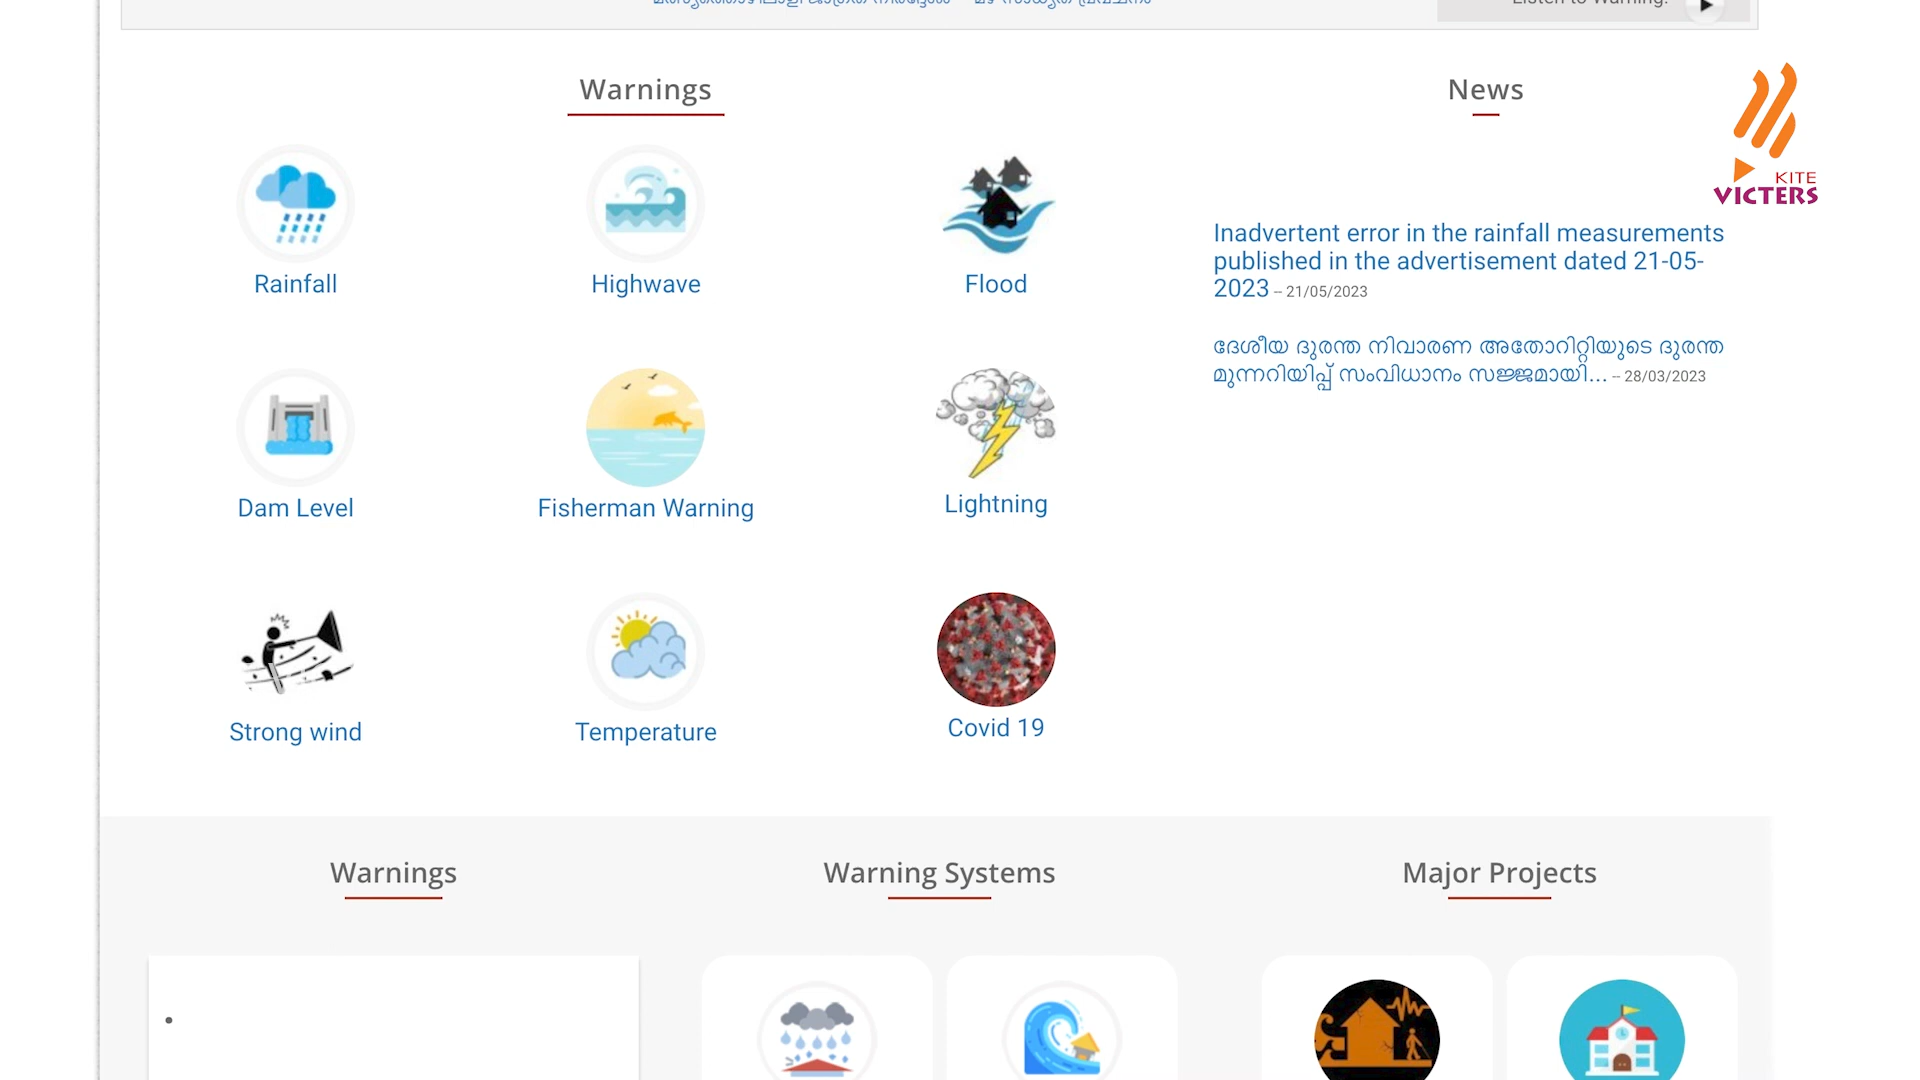 Warnings
News
KITE
VICTERS
Rainfall
Highwave
Flood
Inadvertent error in the rainfall measurements
published in the advertisement dated 21-05-
2023 -- 21/05/2023
ദേശീയ ദുരന്ത നിവാരണ അതോറിറ്റിയുടെ ദുരന്ത
മുന്നറിയിപ്പ് സംവിധാനം സജ്ജമായി... -- 28/03/2023
Dam Level
Fisherman Warning
Lightning
Strong wind
Temperature
Covid 19
Warnings
Warning Systems
Major Projects